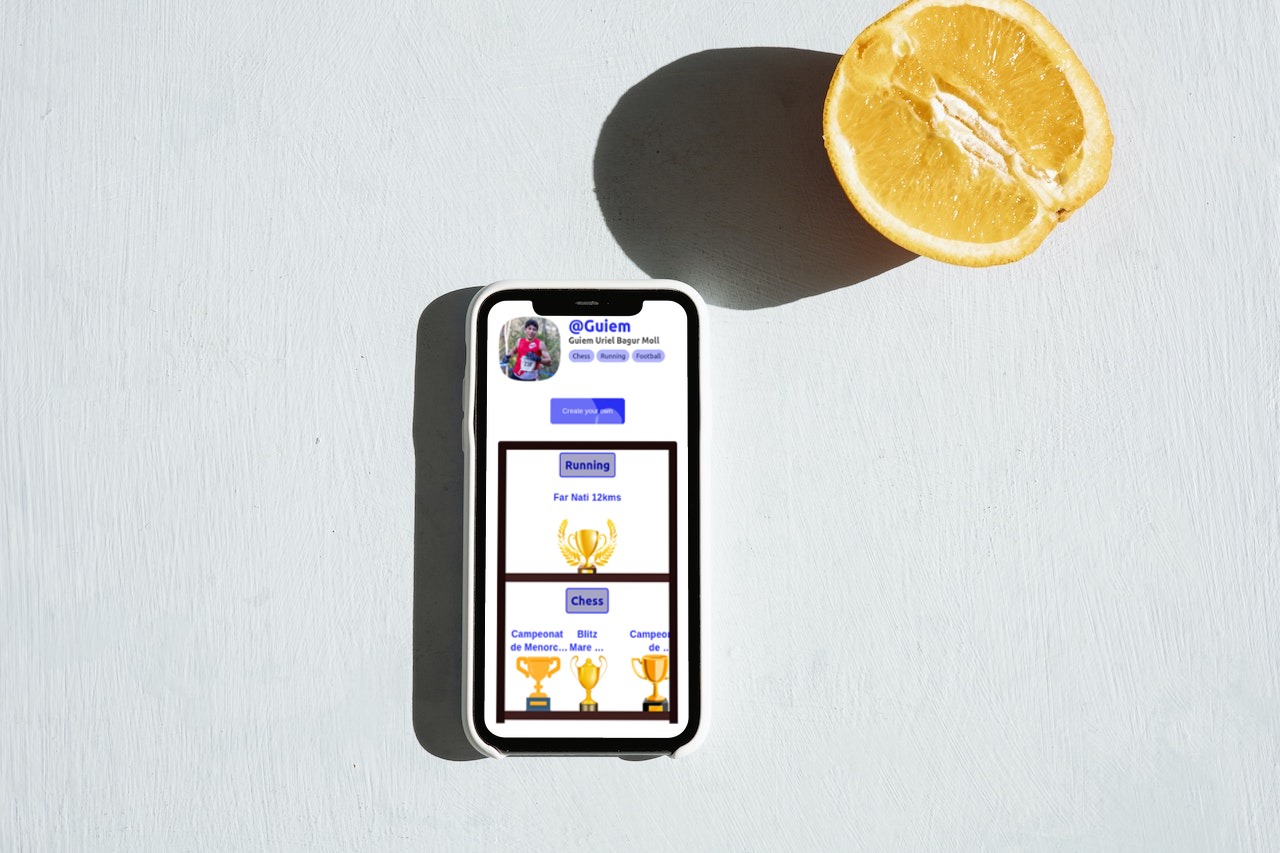 @Guiem
Guiem Uriel Bagur Moll
Chess Running Football
Create your own
Running
Far Nati 12kms
Chess
Campeonat Blitz Campeon
de Menorc... Mare ... de ..